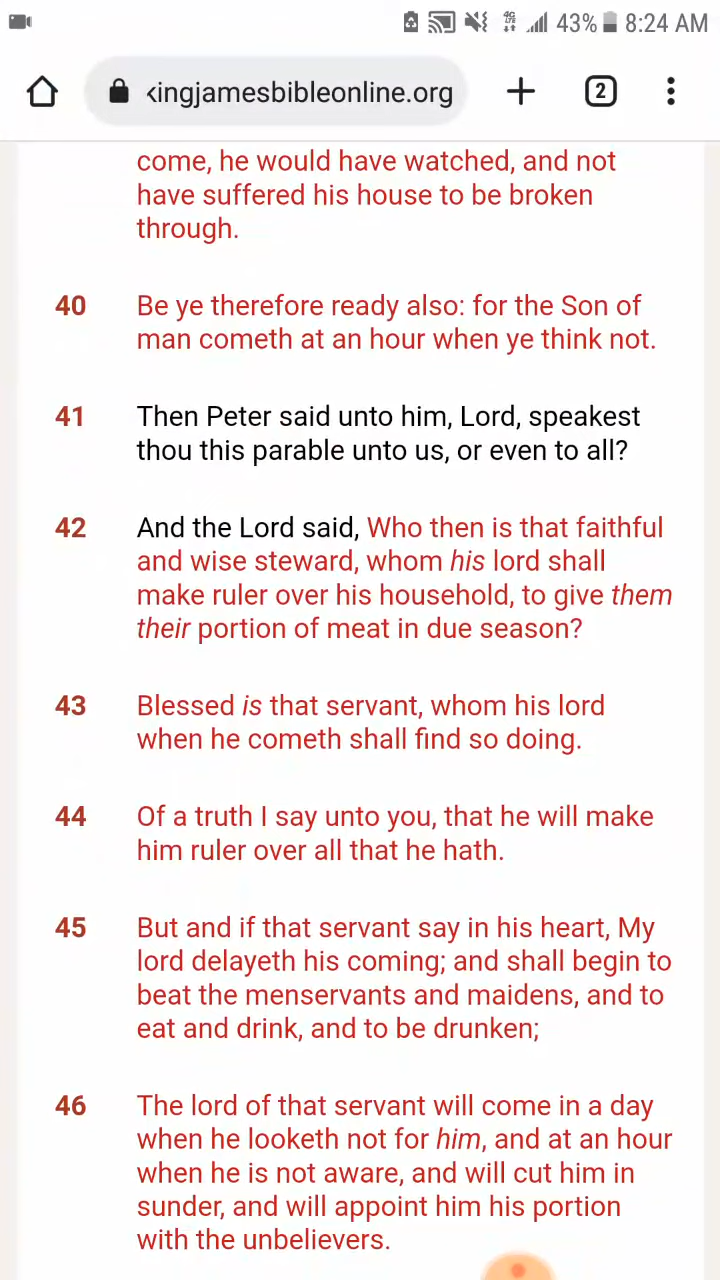 43% 8:24 AM
kingjamesbibleonline.org
2
come, he would have watched, and not
have suffered his house to be broken
through.
40 Be ye therefore ready also: for the Son of
man cometh at an hour when ye think not.
41 Then Peter said unto him, Lord, speakest
thou this parable unto us, or even to all?
42 And the Lord said, Who then is that faithful
and wise steward, whom his lord shall
make ruler over his household, to give them
their portion of meat in due season?
43 Blessed is that servant, whom his lord
when he cometh shall find so doing.
44 Of a truth I say unto you, that he will make
him ruler over all that he hath.
45 But and if that servant say in his heart, My
lord delayeth his coming; and shall begin to
beat the menservants and maidens, and to
eat and drink, and to be drunken;
46 The lord of that servant will come in a day
when he looketh not for him, and at an hour
when he is not aware, and will cut him in
sunder, and will appoint him his portion
with the unbelievers.